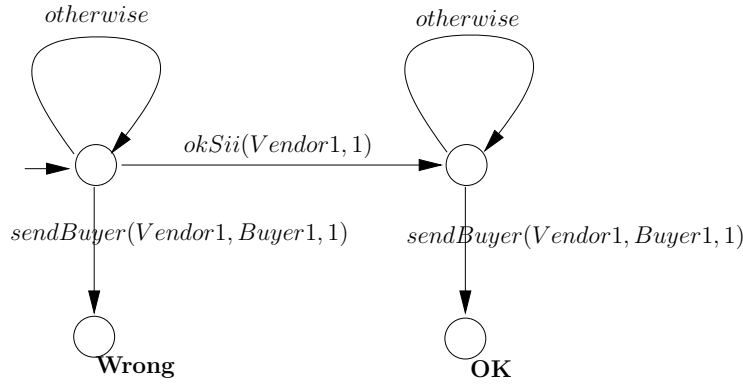 otherwise
otherwise
okSii(Vendor1, 1)
sendBuyer(Vendor1, Buyer1, 1)
sendBuyer(Vendor1, Buyer1, 1)
Wrong
OK